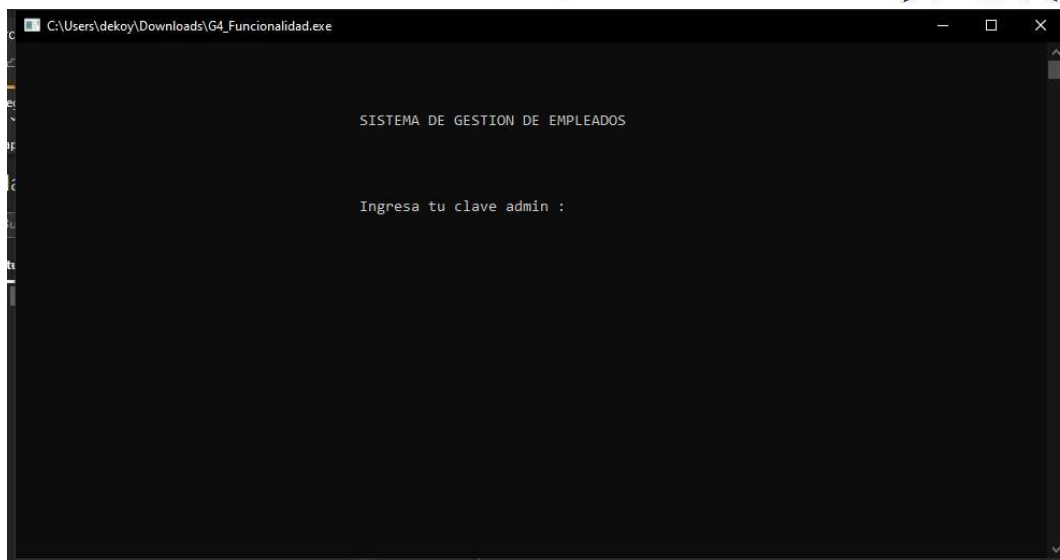 C:\Users\dekoy\Downloads\G4_Funcionalidad.exe
SISTEMA DE GESTION DE EMPLEADOS
Ingresa tu clave admin :